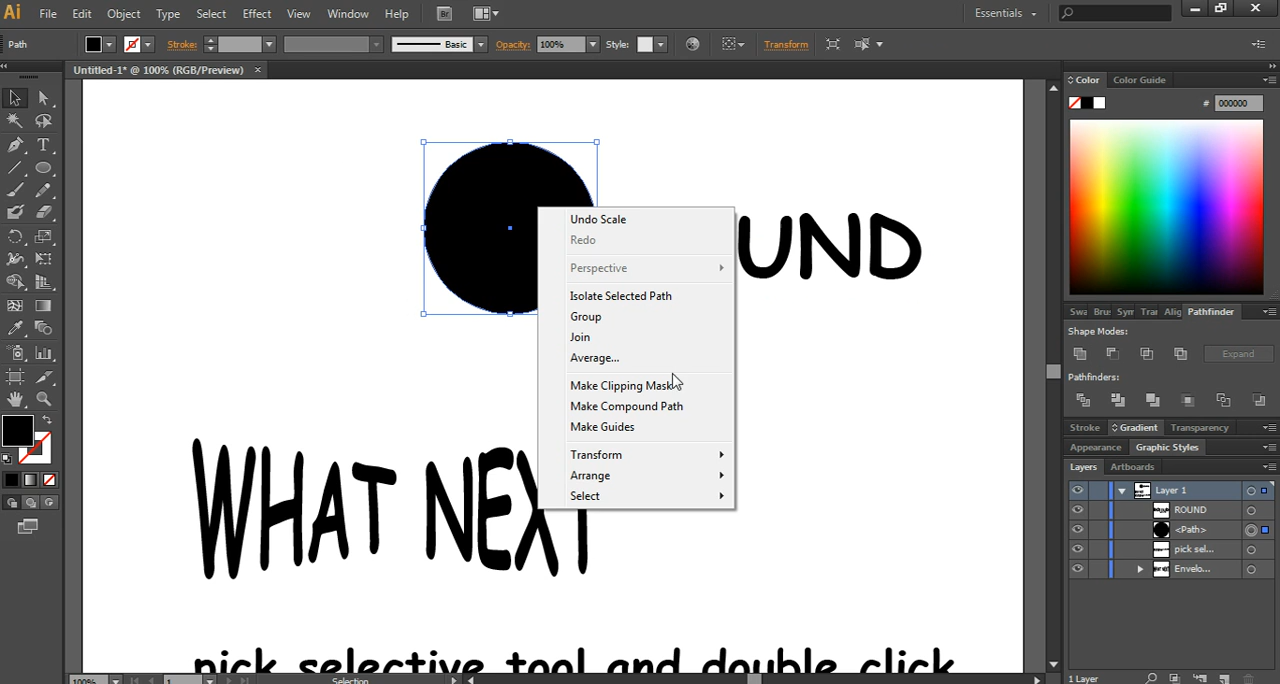 Ai File Edit Object Type Select Effect View Window Help Br Essentials
Path Stroke: Basic Opacity: 100% Style: Transform
Untitled-1* @ 100% (RGB/Preview) ×
Color Color Guide
# 000000
Undo Scale
Redo
Perspective
Isolate Selected Path
Group
Join
Average...
Make Clipping Mask
Make Compound Path
Make Guides
Transform
Arrange
Select
OUND
WHAT NEXT
pick selective tool and double click
Swa Bru Sym Tra Alig Pathfinder
Shape Modes:
Expand
Pathfinders:
Stroke Gradient Transparency
Appearance Graphic Styles
Layers Artboards
Layer 1
ROUND
<Path>
pick sel...
Envelo...
1 Layer
100% 1 Selection